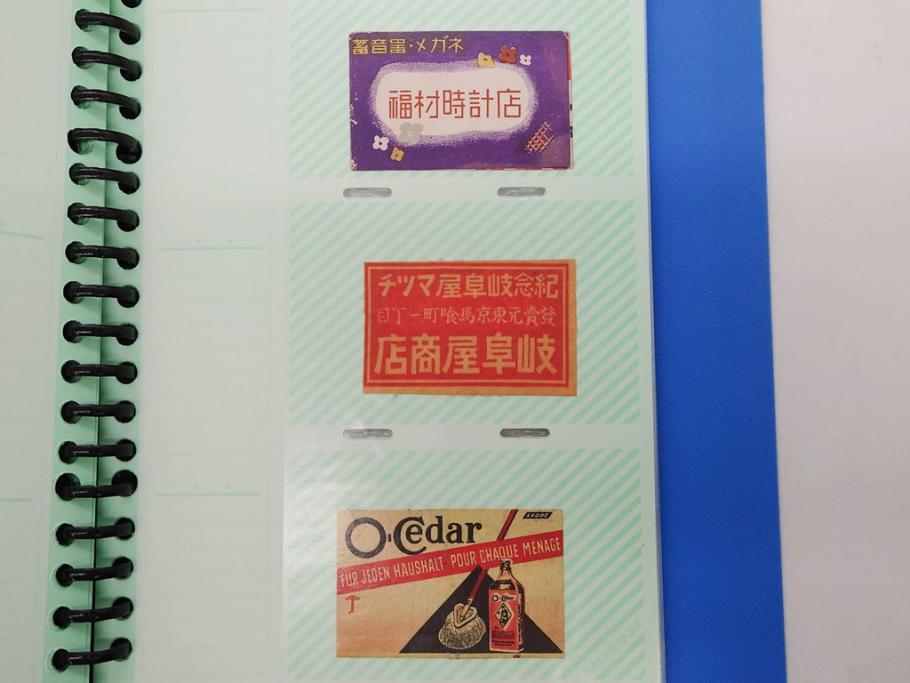 蓄音器・メガネ
福材時計店
チツマ屋阜岐念紀
目丁一町喰馬京東元賣發
店商屋阜岐
O-Cedar
FÜR JEDEN HAUSHALT · POUR CHAQUE MÉNAGE
O-Cedar